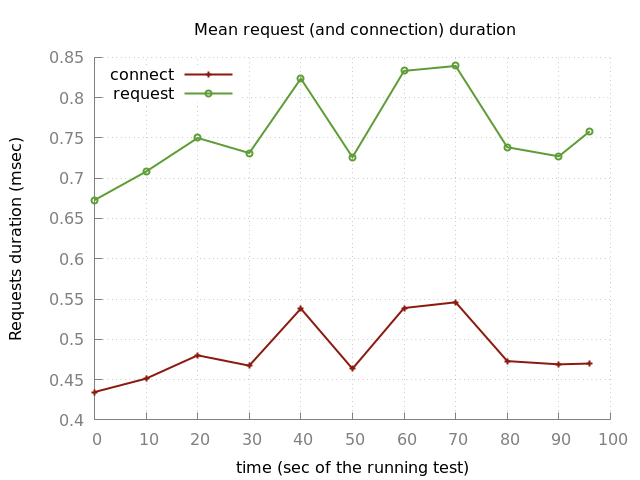 Mean request (and connection) duration
connect
request
Requests duration (msec)
0.85
0.8
0.75
0.7
0.65
0.6
0.55
0.5
0.45
0.4
0 10 20 30 40 50 60 70 80 90 100
time (sec of the running test)